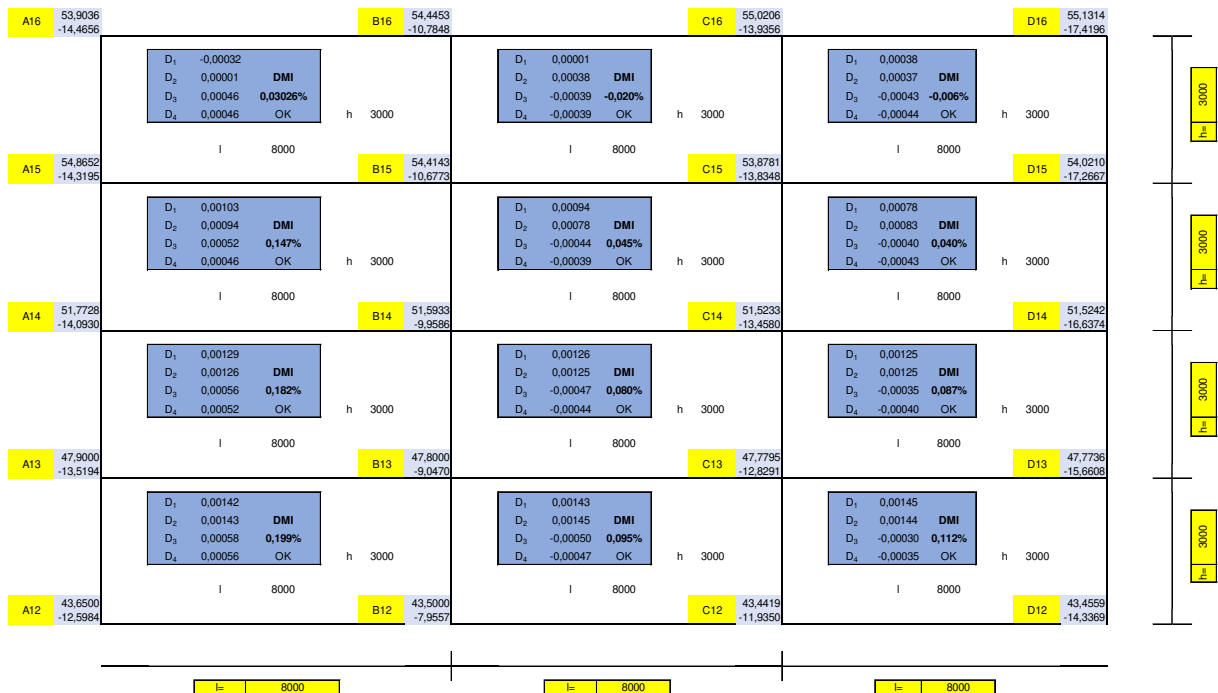 A16 53,9036 B16 54,4453 C16 55,0206 D16 55,1314
-14,4656 -10,7848 -13,9356 -17,4196
D₁ -0,00032 D₁ 0,00001 D₁ 0,00038
D₂ 0,00001 DMI D₂ 0,00038 DMI D₂ 0,00037 DMI
D₃ 0,00046 0,03026% D₃ -0,00039 -0,020% D₃ -0,00043 -0,006%
D₄ 0,00046 OK h 3000 D₄ -0,00039 OK h 3000 D₄ -0,00044 OK h 3000
h= 3000
l 8000 l 8000 l 8000
A15 54,8652 B15 54,4143 C15 53,8781 D15 54,0210
-14,3195 -10,6773 -13,8348 -17,2667
D₁ 0,00103 D₁ 0,00094 D₁ 0,00078
D₂ 0,00094 DMI D₂ 0,00078 DMI D₂ 0,00083 DMI
D₃ 0,00052 0,147% D₃ -0,00044 0,045% D₃ -0,00040 0,040%
D₄ 0,00046 OK h 3000 D₄ -0,00039 OK h 3000 D₄ -0,00043 OK h 3000
h= 3000
l 8000 l 8000 l 8000
A14 51,7728 B14 51,5933 C14 51,5233 D14 51,5242
-14,0930 -9,9586 -13,4580 -16,6374
D₁ 0,00129 D₁ 0,00126 D₁ 0,00125
D₂ 0,00126 DMI D₂ 0,00125 DMI D₂ 0,00125 DMI
D₃ 0,00056 0,182% D₃ -0,00047 0,080% D₃ -0,00035 0,087%
D₄ 0,00052 OK h 3000 D₄ -0,00044 OK h 3000 D₄ -0,00040 OK h 3000
h= 3000
l 8000 l 8000 l 8000
A13 47,9000 B13 47,8000 C13 47,7795 D13 47,7736
-13,5194 -9,0470 -12,8291 -15,6608
D₁ 0,00142 D₁ 0,00143 D₁ 0,00145
D₂ 0,00143 DMI D₂ 0,00145 DMI D₂ 0,00144 DMI
D₃ 0,00058 0,199% D₃ -0,00050 0,095% D₃ -0,00030 0,112%
D₄ 0,00056 OK h 3000 D₄ -0,00047 OK h 3000 D₄ -0,00035 OK h 3000
h= 3000
l 8000 l 8000 l 8000
A12 43,6500 B12 43,5000 C12 43,4419 D12 43,4559
-12,5984 -7,9557 -11,9350 -14,3369
l= 8000 l= 8000 l= 8000